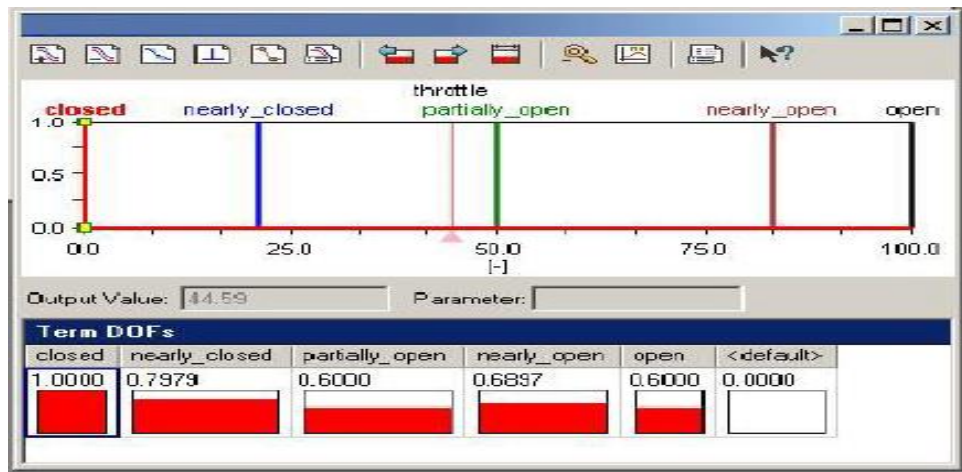 throttle
closed nearly_closed partially_open nearly_open open
1.0
0.5
0.0
0.0 25.0 50.0 75.0 100.0
[-]
Output Value: 44.59 Parameter:
Term DOFs
closed nearly_closed partially_open nearly_open open <default>
1.0000 0.7979 0.6000 0.6897 0.6000 0.0000